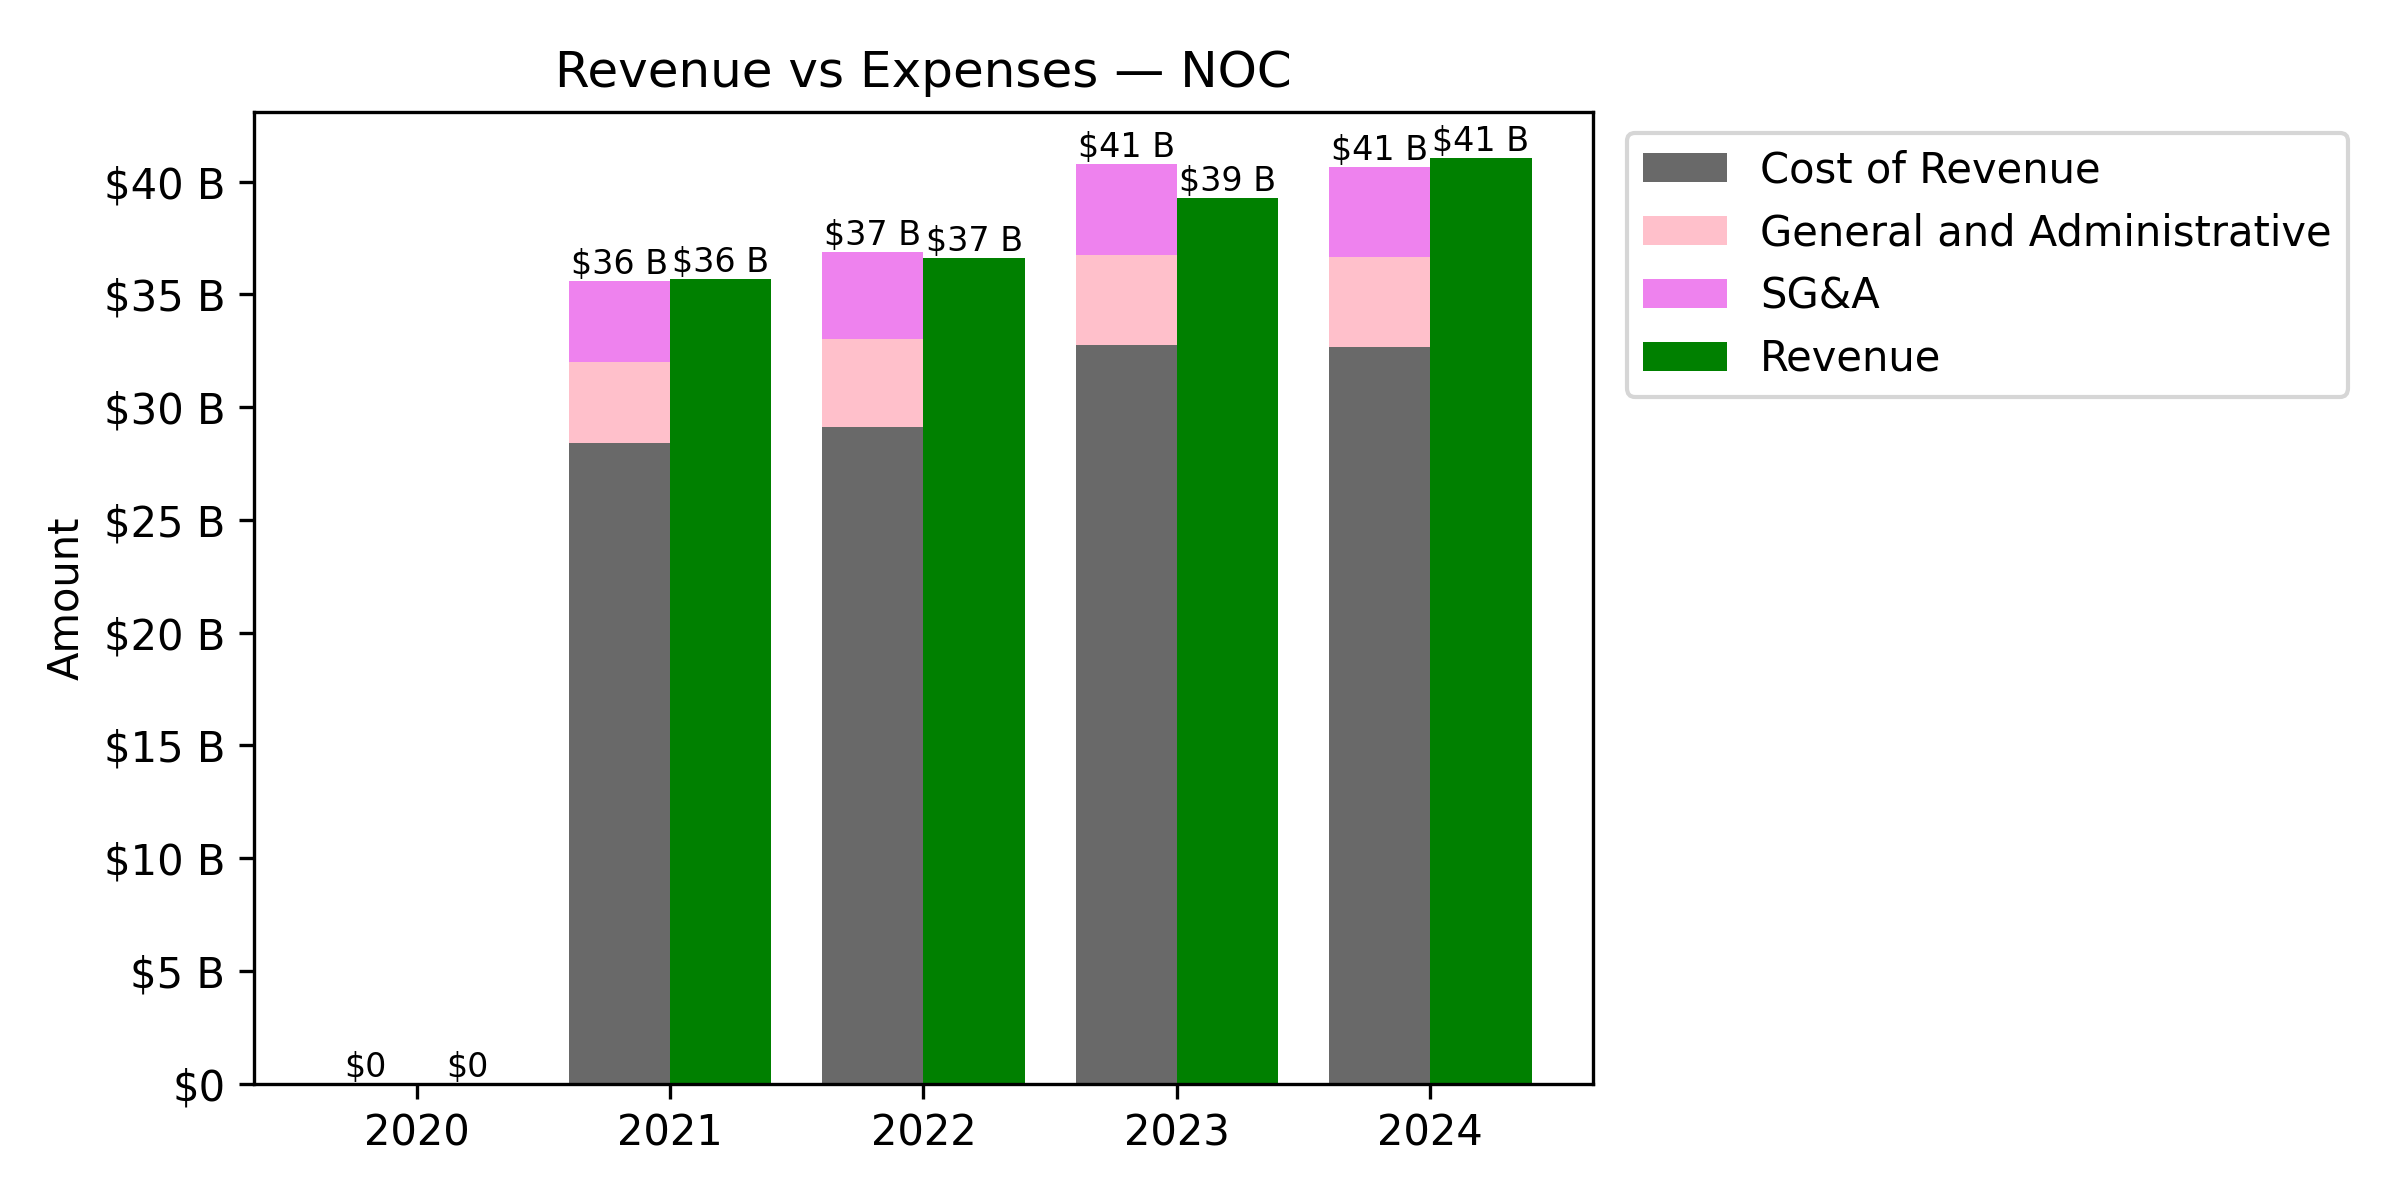 Revenue vs Expenses — NOC
Amount
$40 B
$35 B
$30 B
$25 B
$20 B
$15 B
$10 B
$5 B
$0
$0 $0
$36 B $36 B
$37 B $37 B
$41 B $39 B
$41 B $41 B
2020 2021 2022 2023 2024
Cost of Revenue
General and Administrative
SG&A
Revenue